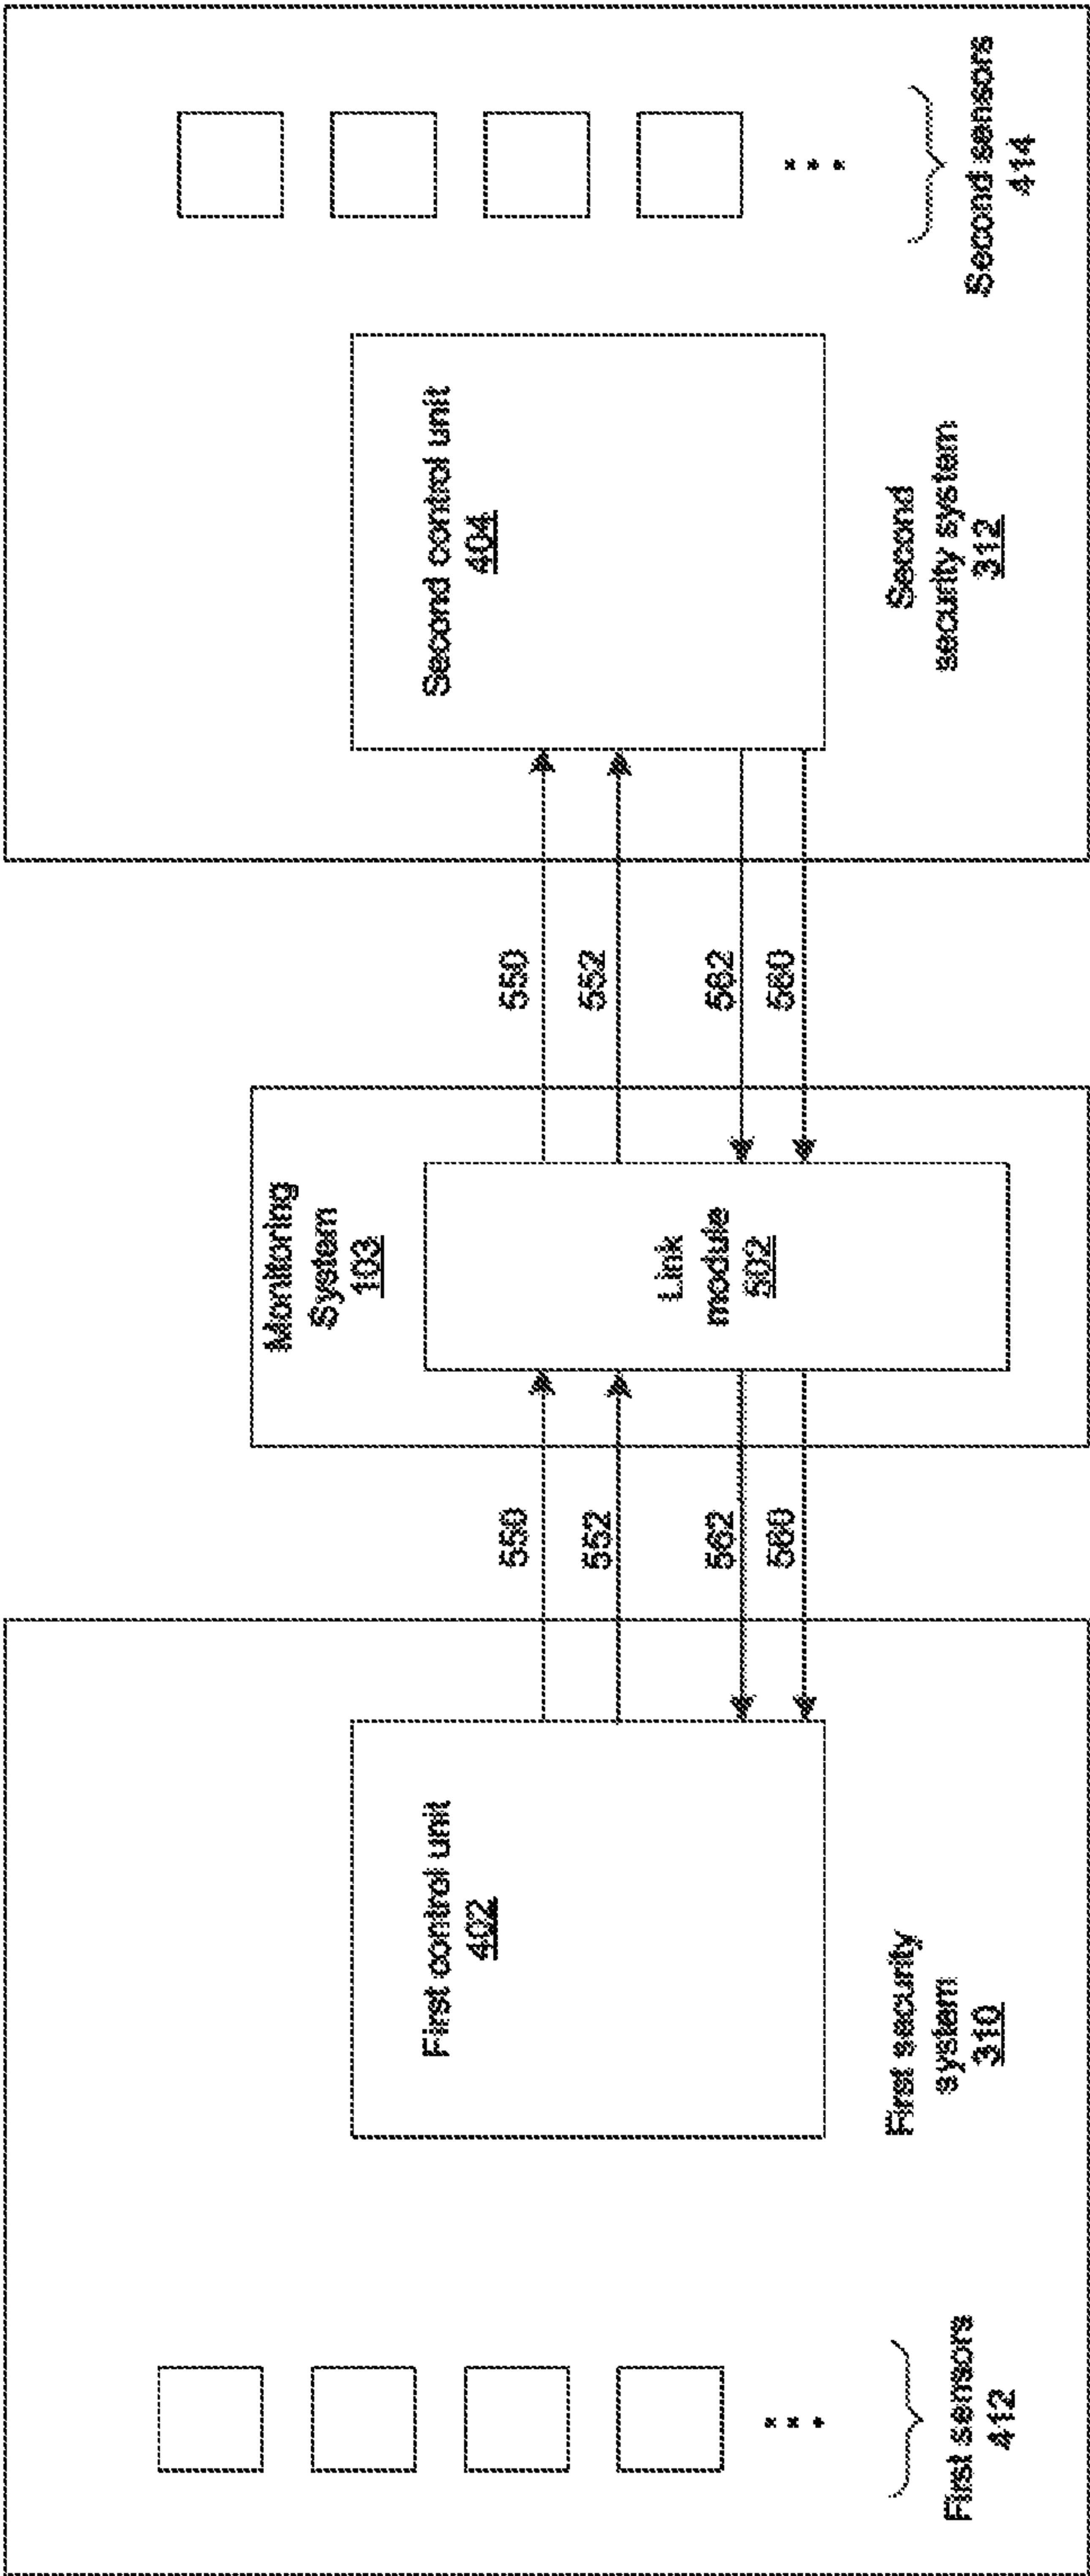 First sensors
412
First control unit
402
First security
system
310
550
552
562
560
Monitoring
System
103
Link
module
502
550
552
562
560
Second control unit
404
Second
security system
312
Second sensors
414